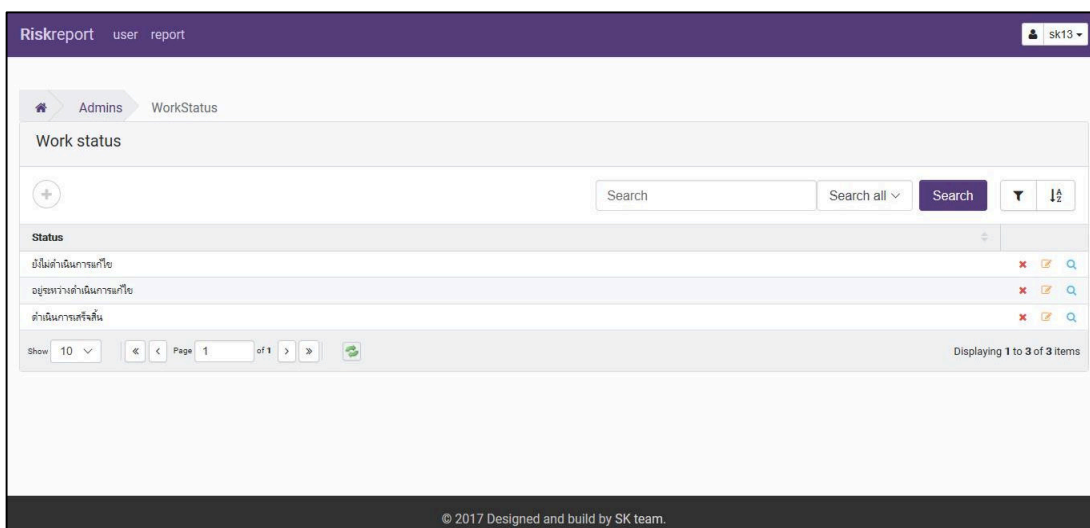 Riskreport user report sk13
Admins WorkStatus
Work status
Search Search all Search
Status
ยังไม่ดำเนินการแก้ไข
อยู่ระหว่างดำเนินการแก้ไข
ดำเนินการเสร็จสิ้น
Show 10 « < Page 1 of 1 > » Displaying 1 to 3 of 3 items
© 2017 Designed and build by SK team.